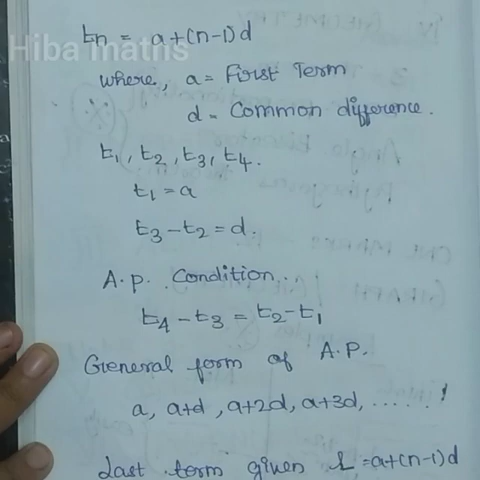 Hiba maths
tn = a+(n-1)d
where, a = First Term
d = Common difference.
t1, t2, t3, t4.
t1 = a
t3 - t2 = d.
A.p. Condition..
t4 - t3 = t2 - t1
General form of A.P.
a, a+d, a+2d, a+3d, ......!
Last term given l = a+(n-1)d